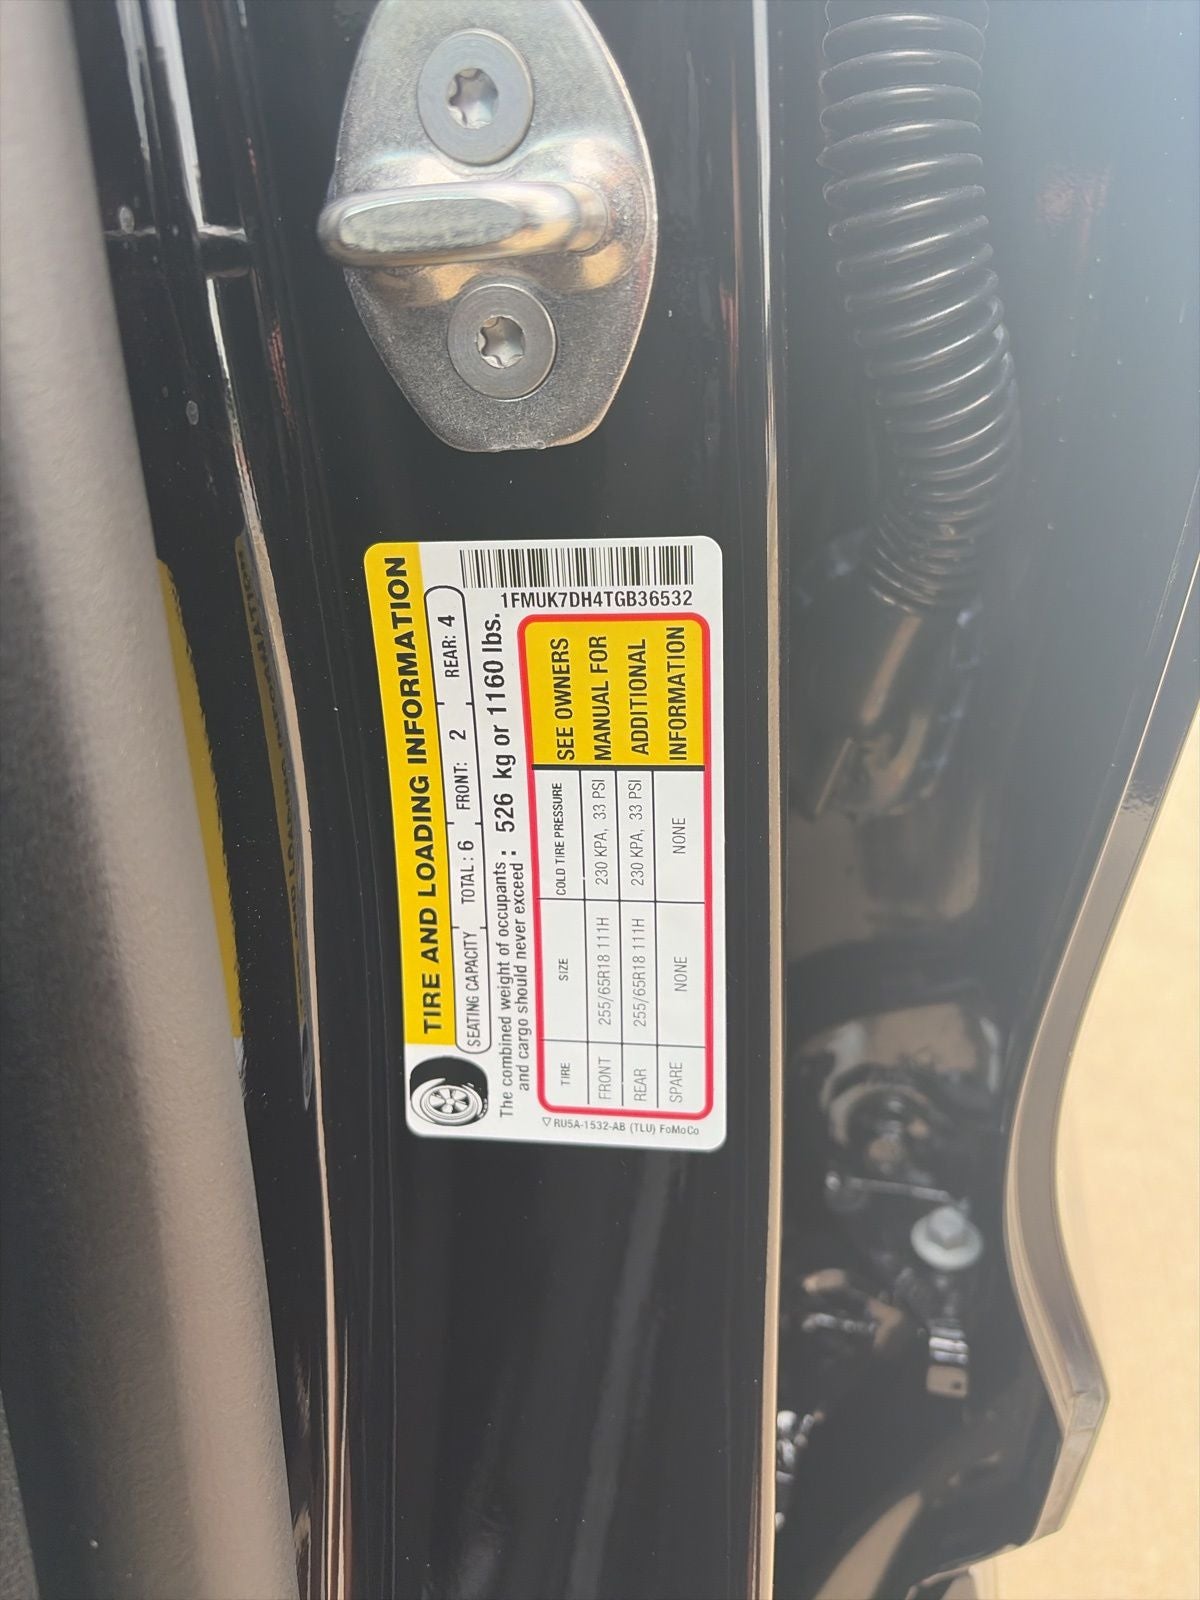 TIRE AND LOADING INFORMATION
SEATING CAPACITY TOTAL: 6 FRONT: 2 REAR: 4
The combined weight of occupants
and cargo should never exceed : 526 kg or 1160 lbs.
1FMUK7DH4TGB36532
TIRE SIZE COLD TIRE PRESSURE
FRONT 255/65R18 111H 230 KPA, 33 PSI
REAR 255/65R18 111H 230 KPA, 33 PSI
SPARE NONE NONE
SEE OWNERS
MANUAL FOR
ADDITIONAL
INFORMATION
▽ RU5A-1532-AB (TLU) FoMoCo